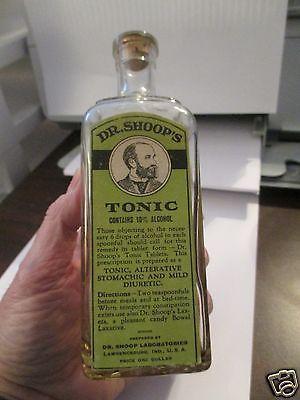 DR. SHOOP'S
TONIC
CONTAINS 10% ALCOHOL
Those objecting to the neces-
sary 6 drops of alcohol in each
spoonful should call for this
remedy in tablet form—Dr.
Shoop's Tonic Tablets. This
prescription is prepared as a
TONIC, ALTERATIVE
STOMACHIC AND MILD
DIURETIC.
Directions—Two teaspoonfuls
before meals and at bed-time.
When temporary constipation
exists use also Dr. Shoop's Lax-
ets, a pleasant candy Bowel
Laxative.
PREPARED BY
DR. SHOOP LABORATORIES
LAWRENCEBURG, IND., U. S. A.
PRICE ONE DOLLAR